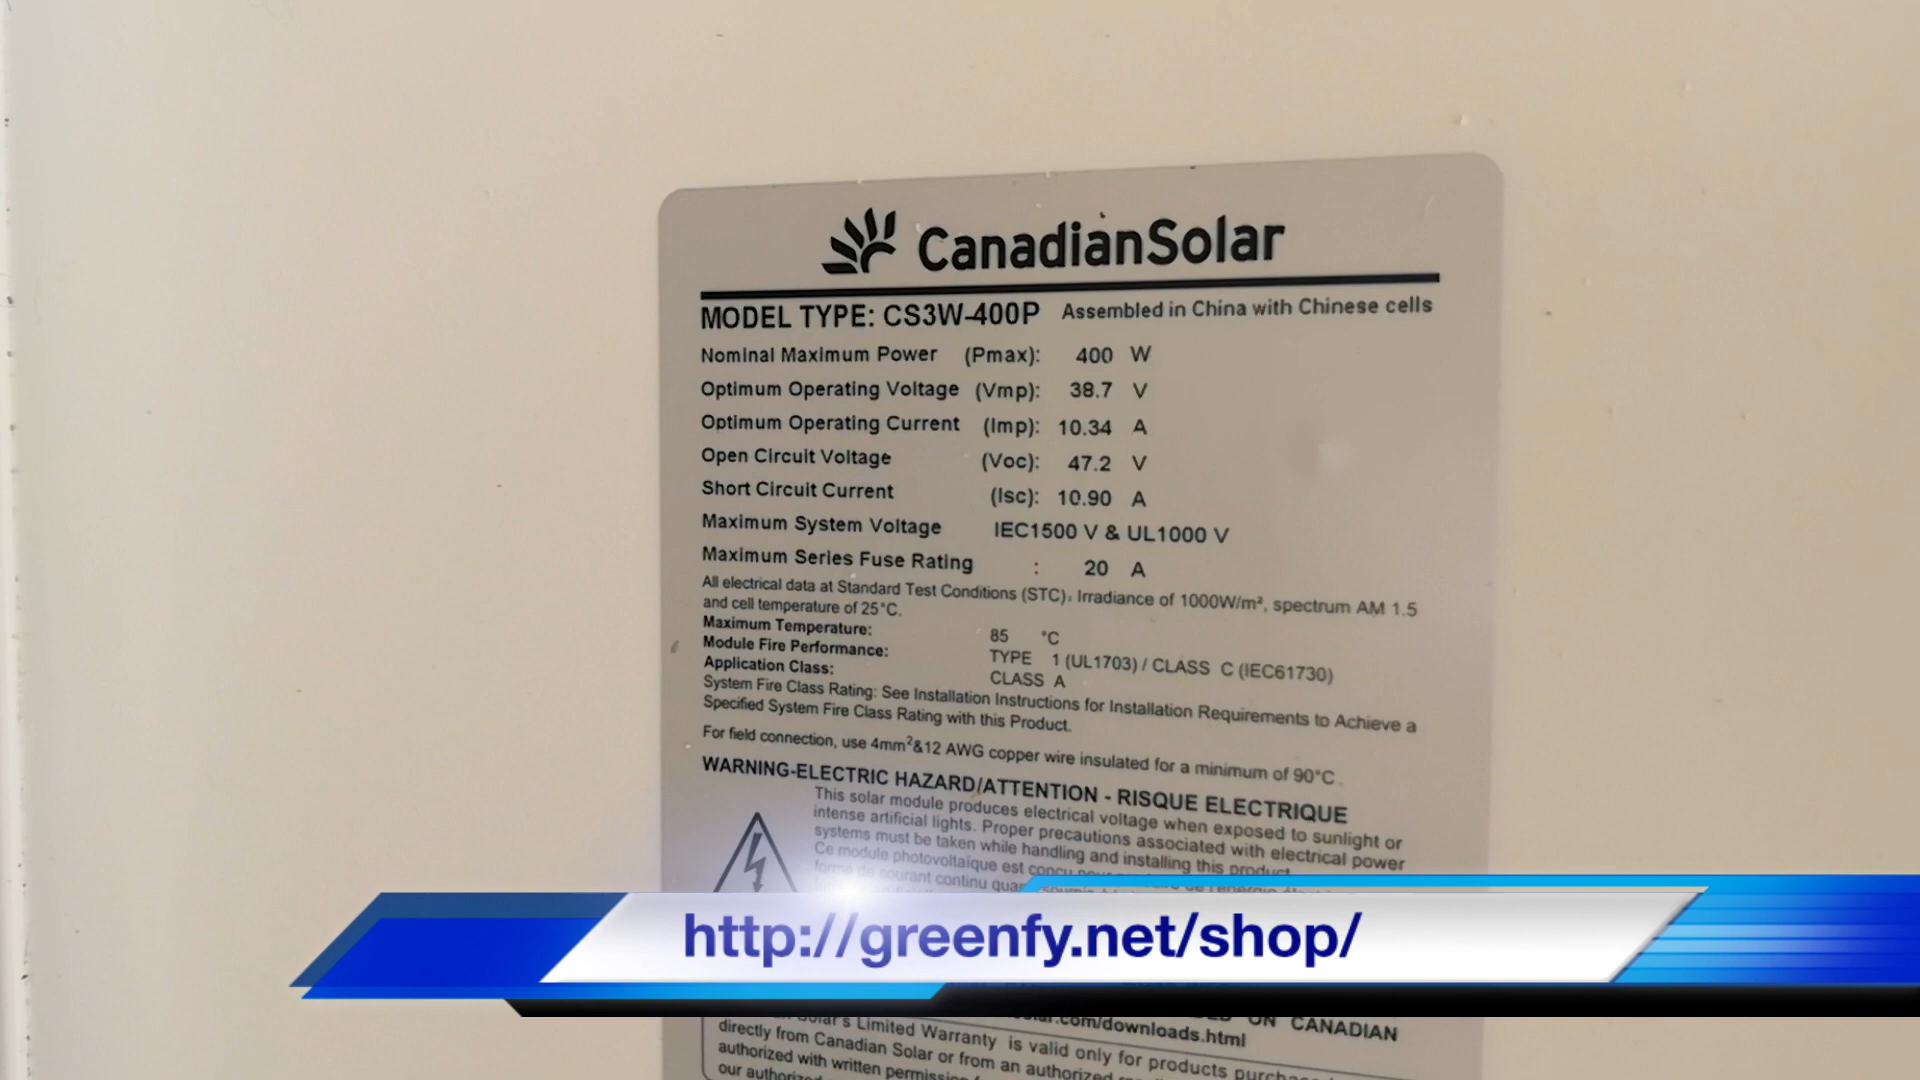 CanadianSolar
MODEL TYPE: CS3W-400P Assembled in China with Chinese cells
Nominal Maximum Power (Pmax): 400 W
Optimum Operating Voltage (Vmp): 38.7 V
Optimum Operating Current (Imp): 10.34 A
Open Circuit Voltage (Voc): 47.2 V
Short Circuit Current (Isc): 10.90 A
Maximum System Voltage IEC1500 V & UL1000 V
Maximum Series Fuse Rating : 20 A
All electrical data at Standard Test Conditions (STC), Irradiance of 1000W/m², spectrum AM 1.5
and cell temperature of 25°C.
Maximum Temperature: 85 °C
Module Fire Performance: TYPE 1 (UL1703) / CLASS C (IEC61730)
Application Class: CLASS A
System Fire Class Rating: See Installation Instructions for Installation Requirements to Achieve a
Specified System Fire Class Rating with this Product.
For field connection, use 4mm²&12 AWG copper wire insulated for a minimum of 90°C.
WARNING-ELECTRIC HAZARD/ATTENTION - RISQUE ELECTRIQUE
This solar module produces electrical voltage when exposed to sunlight or
intense artificial lights. Proper precautions associated with electrical power
systems must be taken while handling and installing this product.
Ce module photovoltaïque est conçu
forme de courant continu
http://greenfy.net/shop/
ON CANADIAN
.com/downloads.html
Solar's Limited Warranty is valid only for products
directly from Canadian Solar or from an authorized
authorized with written
our